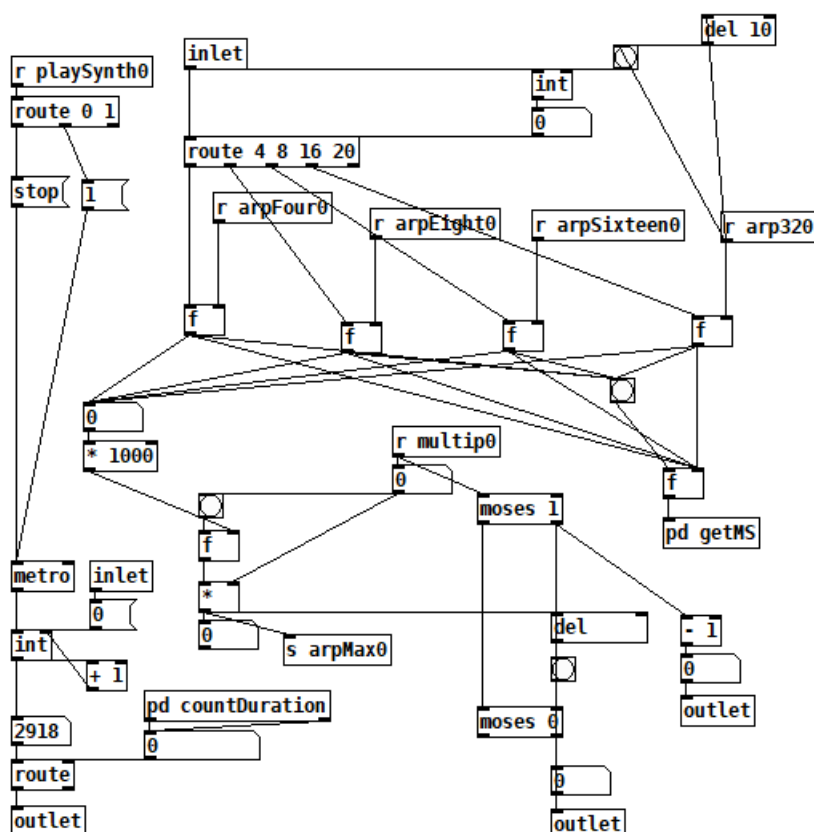 del 10
inlet
r playSynth0
int
route 0 1
0
route 4 8 16 20
stop
1
r arpFour0
r arpEight0
r arpSixteen0
r arp320
f
f
f
f
0
r multip0
* 1000
0
f
moses 1
pd getMS
f
metro
inlet
*
0
0
del
- 1
int
s arpMax0
+ 1
0
pd countDuration
2918
moses 0
outlet
0
route
0
outlet
outlet